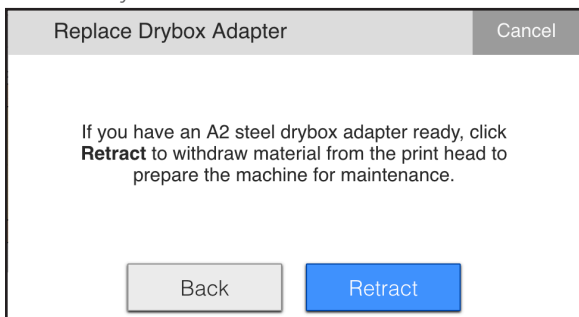 Replace Drybox Adapter
Cancel
If you have an A2 steel drybox adapter ready, click
Retract to withdraw material from the print head to
prepare the machine for maintenance.
Back
Retract